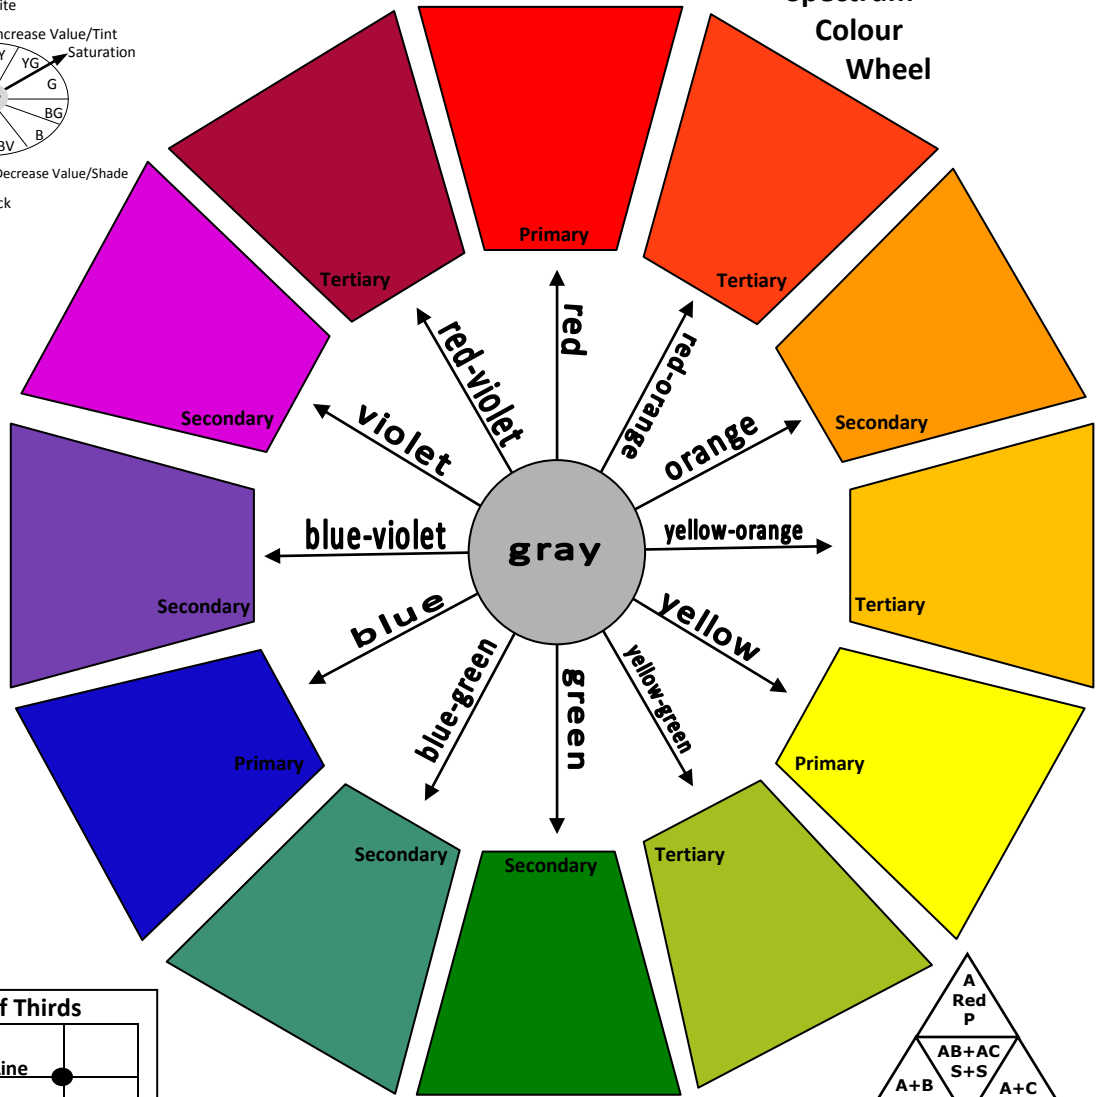 Colour
Wheel
Increase Value/Tint
Saturation
Y
YG
G
BG
B
BV
Decrease Value/Shade
Primary
Tertiary
Tertiary
Secondary
Secondary
Secondary
Tertiary
Primary
Primary
Secondary
Secondary
Tertiary
red
red-orange
orange
yellow-orange
yellow
yellow-green
green
blue-green
blue
blue-violet
violet
red-violet
gray
f Thirds
ine
A
Red
P
AB+AC
S+S
A+B
A+C